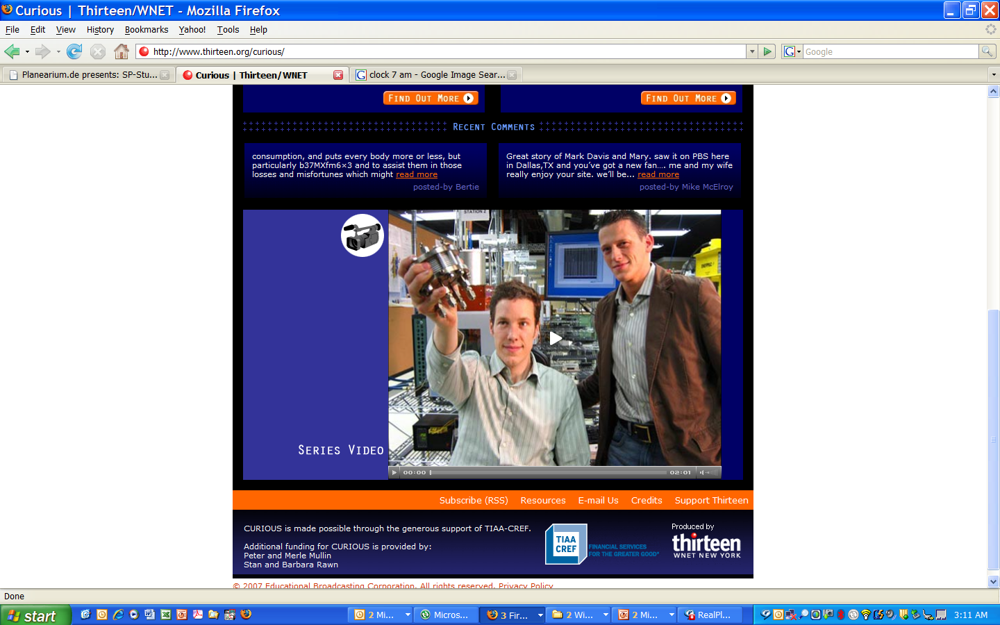 Curious | Thirteen/WNET - Mozilla Firefox
File Edit View History Bookmarks Yahoo! Tools Help
http://www.thirteen.org/curious/
Google
Planearium.de presents: SP-Stu...
Curious | Thirteen/WNET
clock 7 am - Google Image Sear...
FIND OUT MORE
FIND OUT MORE
RECENT COMMENTS
consumption, and puts every body more or less, but
particularly b37MXfm6×3 and to assist them in those
losses and misfortunes which might read more
posted-by Bertie
Great story of Mark Davis and Mary. saw it on PBS here
in Dallas,TX and you've got a new fan.... me and my wife
really enjoy your site. we'll be... read more
posted-by Mike McElroy
STATION 2
SERIES VIDEO
00:00
02:01
Subscribe (RSS) Resources E-mail Us Credits Support Thirteen
CURIOUS is made possible through the generous support of TIAA-CREF.
Additional funding for CURIOUS is provided by:
Peter and Merle Mullin
Stan and Barbara Rawn
TIAA
CREF
FINANCIAL SERVICES
FOR THE GREATER GOOD®
Produced by
thirteen
WNET NEW YORK
© 2007 Educational Broadcasting Corporation. All rights reserved. Privacy Policy
Done
start
2 Mi...
Micros...
3 Fir...
2 Wi...
2 Mi...
RealPl...
3:11 AM